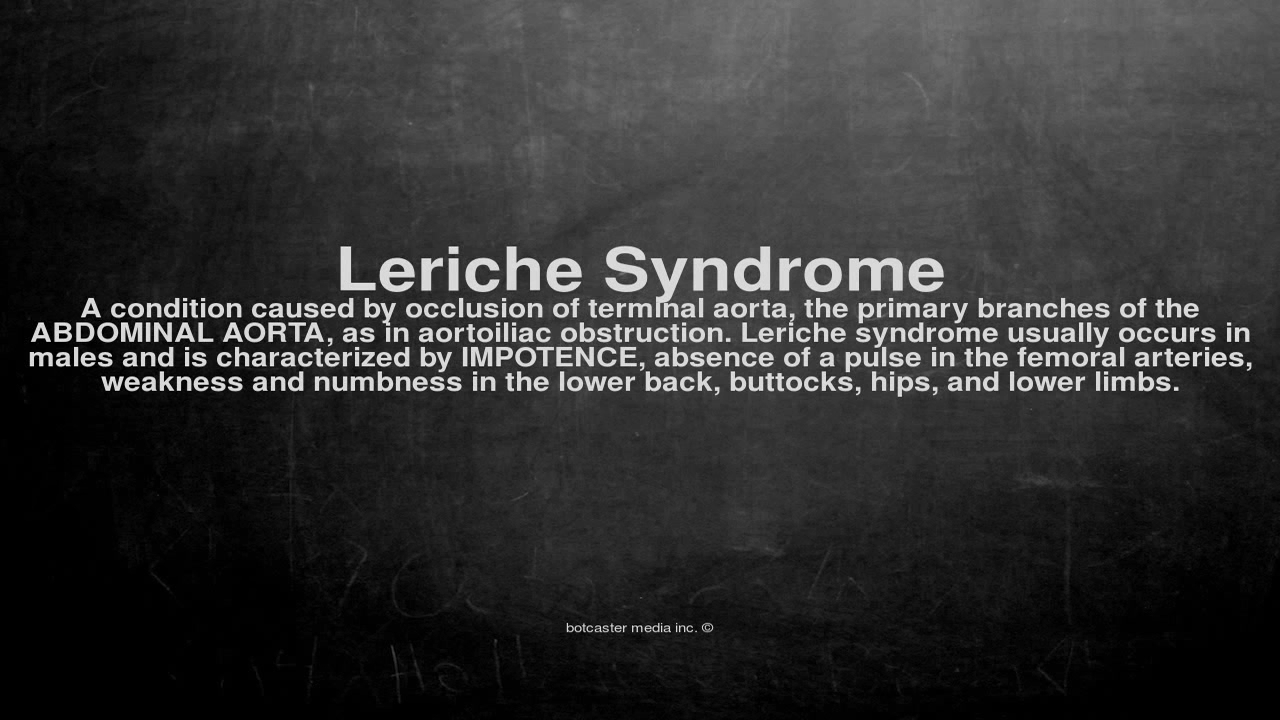 Leriche Syndrome
A condition caused by occlusion of terminal aorta, the primary branches of the
ABDOMINAL AORTA, as in aortoiliac obstruction. Leriche syndrome usually occurs in
males and is characterized by IMPOTENCE, absence of a pulse in the femoral arteries,
weakness and numbness in the lower back, buttocks, hips, and lower limbs.
botcaster media inc. ©